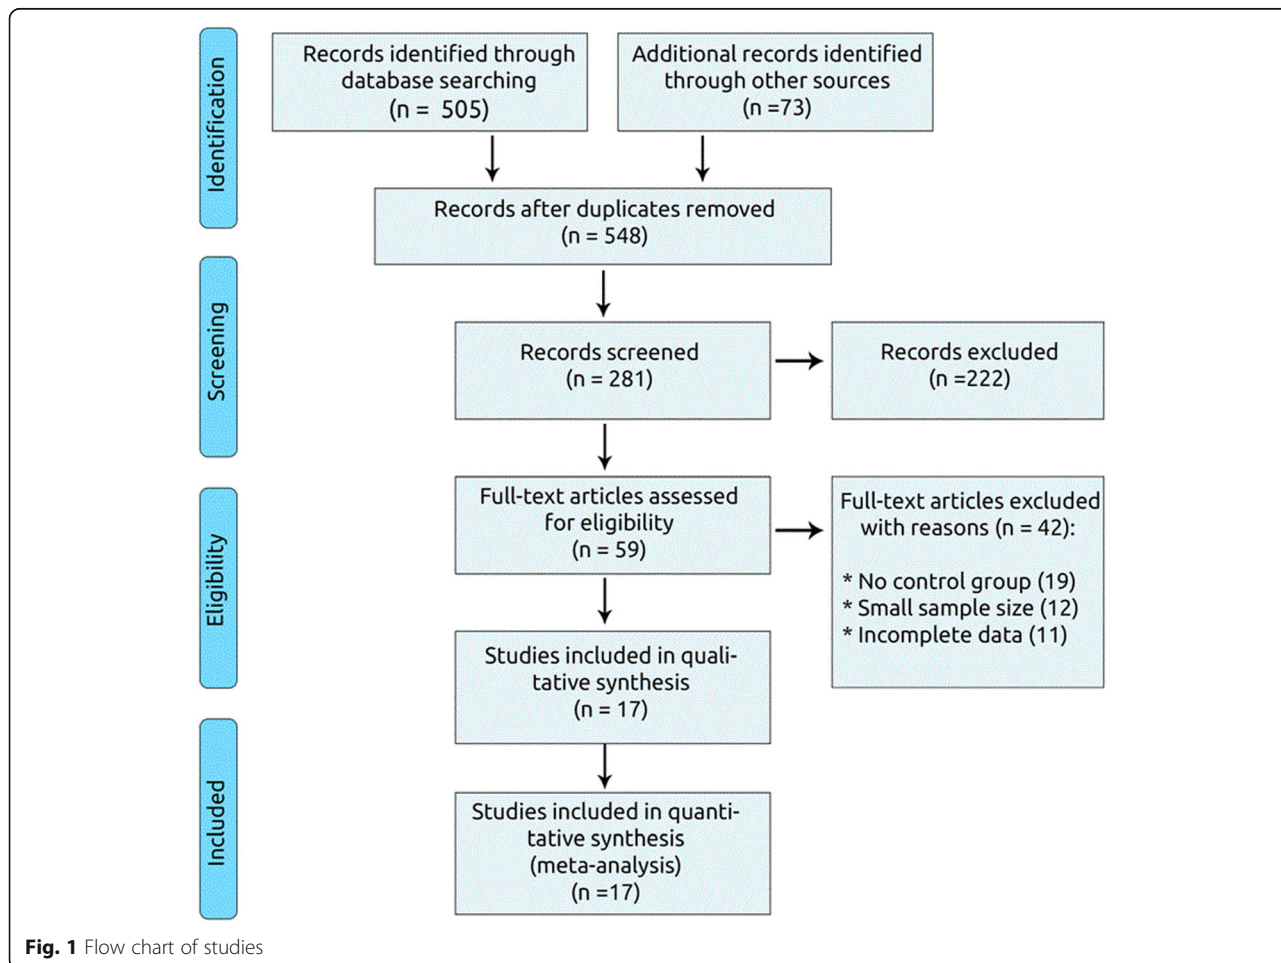 Identification
Records identified through
database searching
(n = 505)
Additional records identified
through other sources
(n =73)
Records after duplicates removed
(n = 548)
Screening
Records screened
(n = 281)
Records excluded
(n =222)
Eligibility
Full-text articles assessed
for eligibility
(n = 59)
Full-text articles excluded
with reasons (n = 42):
* No control group (19)
* Small sample size (12)
* Incomplete data (11)
Studies included in quali-
tative synthesis
(n = 17)
Included
Studies included in quanti-
tative synthesis
(meta-analysis)
(n =17)
Fig. 1 Flow chart of studies